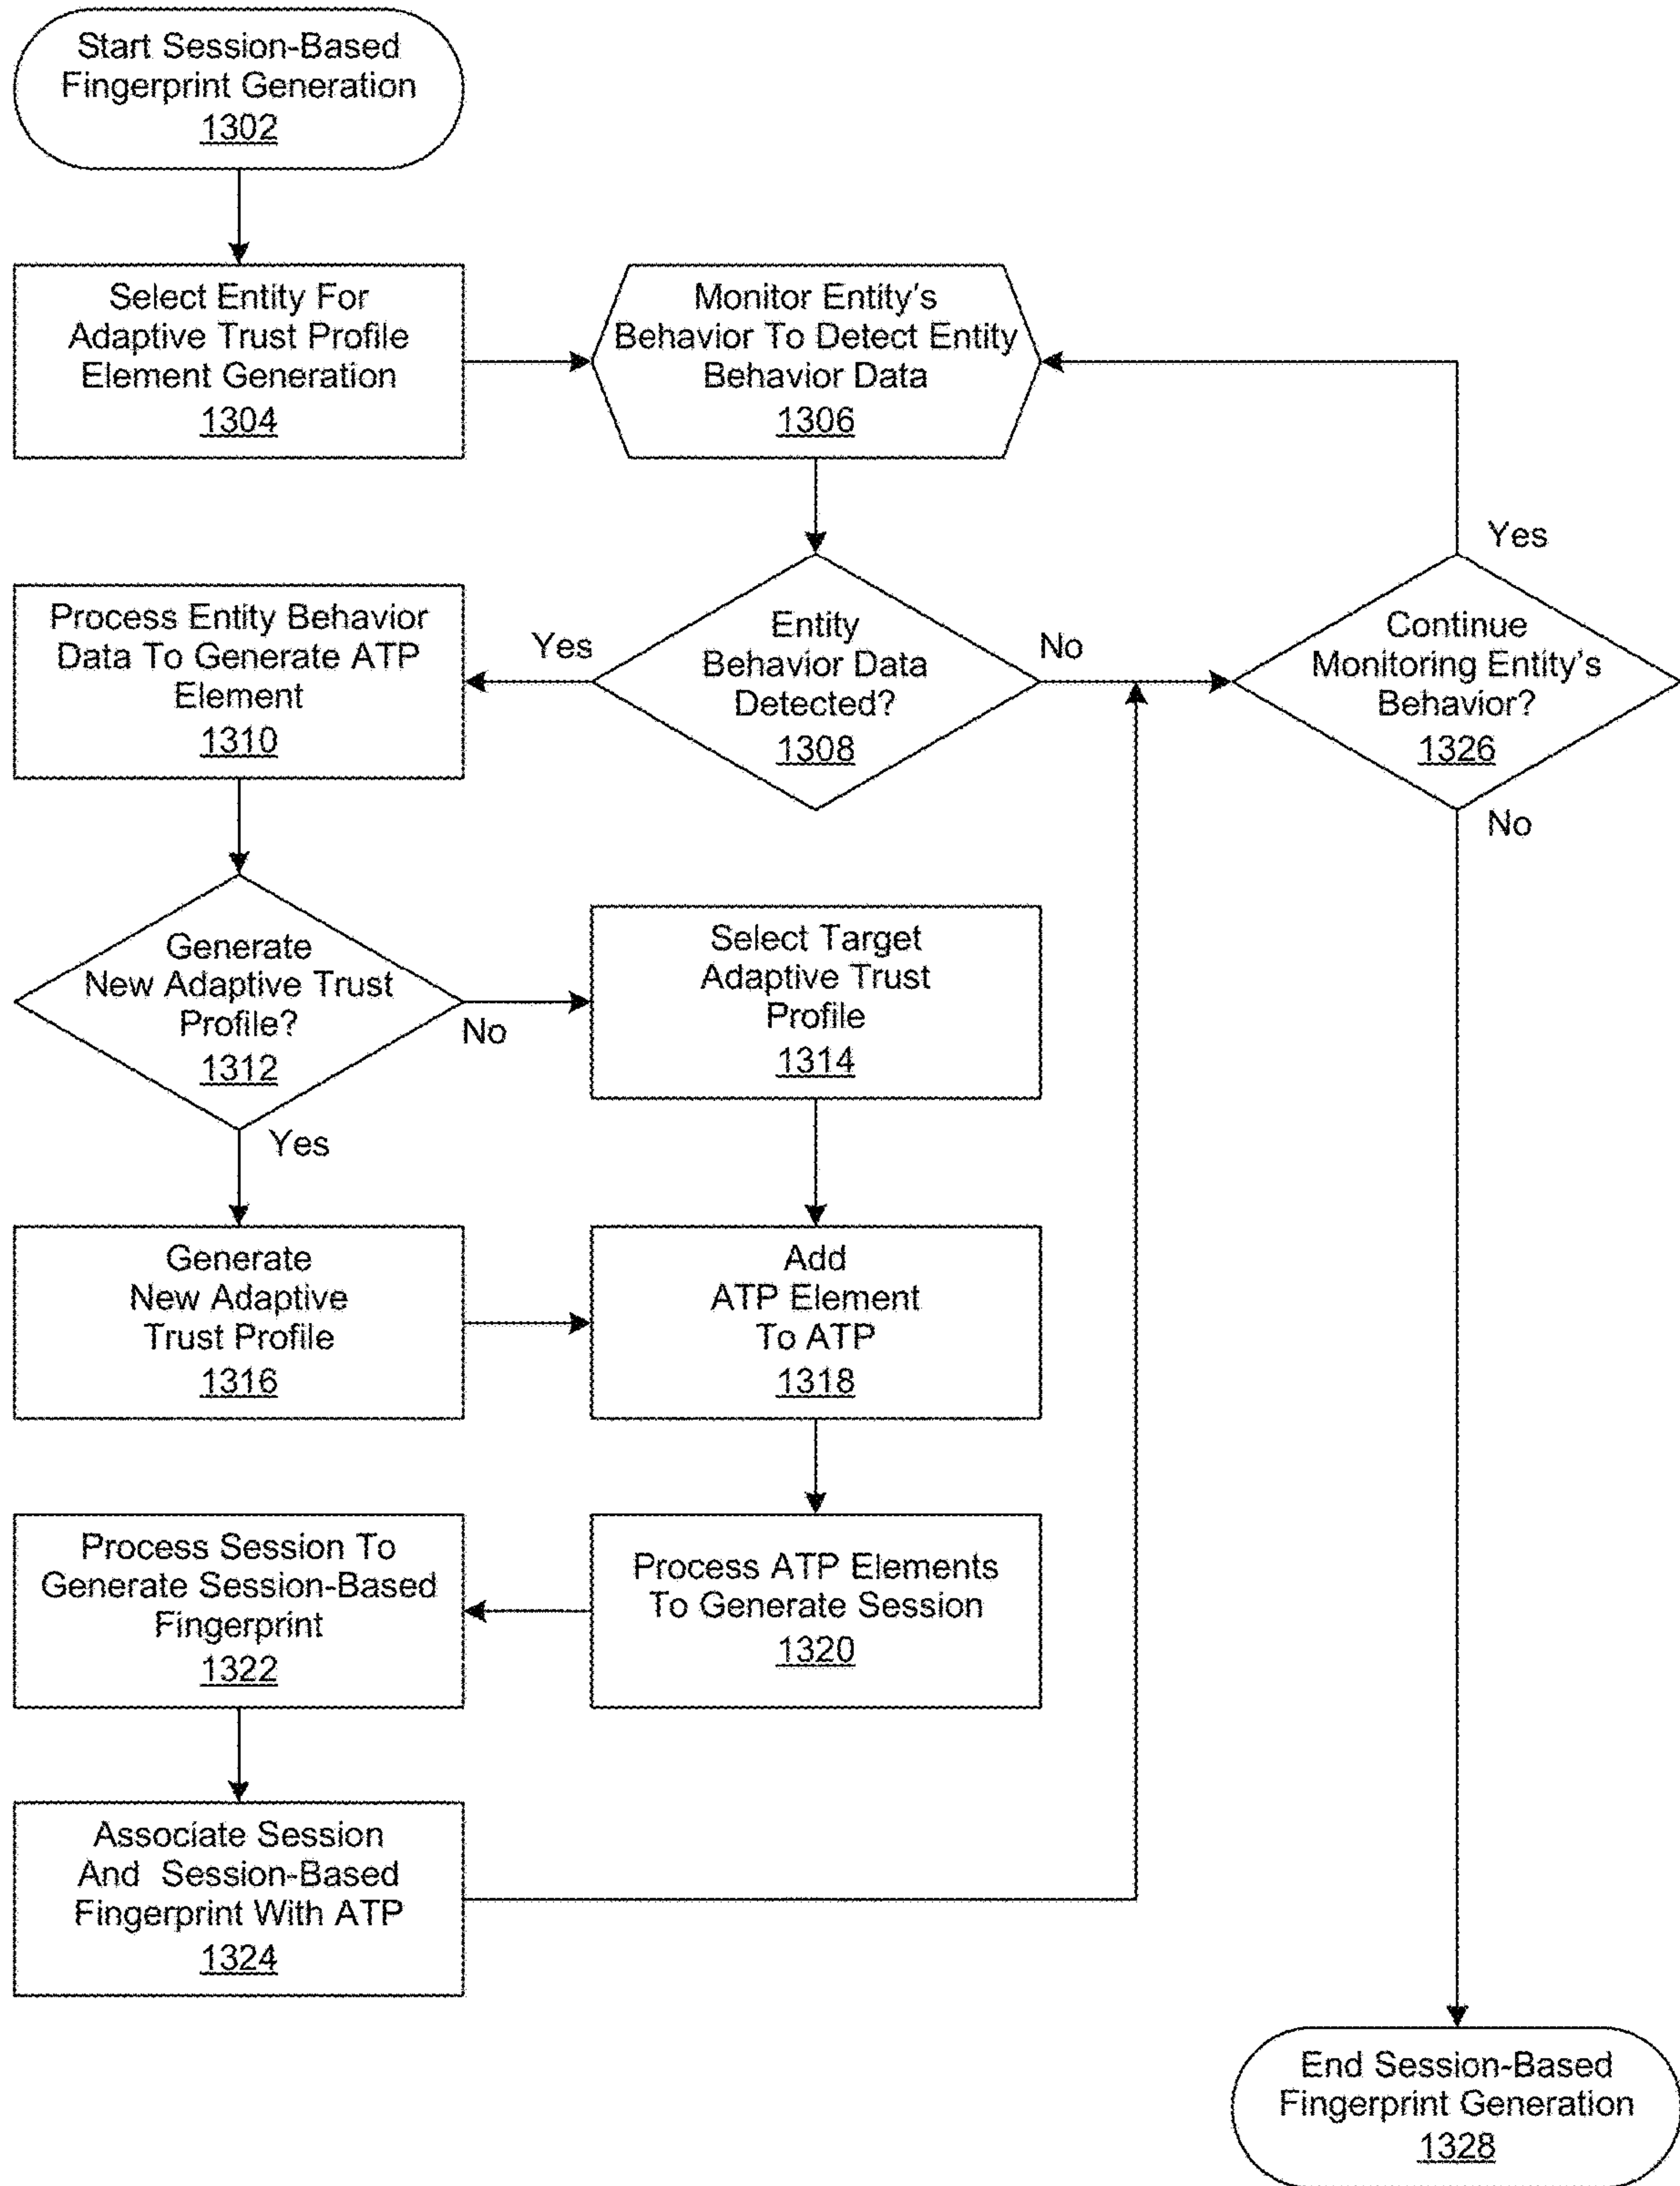 Start Session-Based
Fingerprint Generation
1302
Select Entity For
Adaptive Trust Profile
Element Generation
1304
Monitor Entity's
Behavior To Detect Entity
Behavior Data
1306
Yes
Process Entity Behavior
Data To Generate ATP
Element
1310
Yes
Entity
Behavior Data
Detected?
1308
No
Continue
Monitoring Entity's
Behavior?
1326
No
Generate
New Adaptive Trust
Profile?
1312
No
Yes
Select Target
Adaptive Trust
Profile
1314
Generate
New Adaptive
Trust Profile
1316
Add
ATP Element
To ATP
1318
Process Session To
Generate Session-Based
Fingerprint
1322
Process ATP Elements
To Generate Session
1320
Associate Session
And Session-Based
Fingerprint With ATP
1324
End Session-Based
Fingerprint Generation
1328